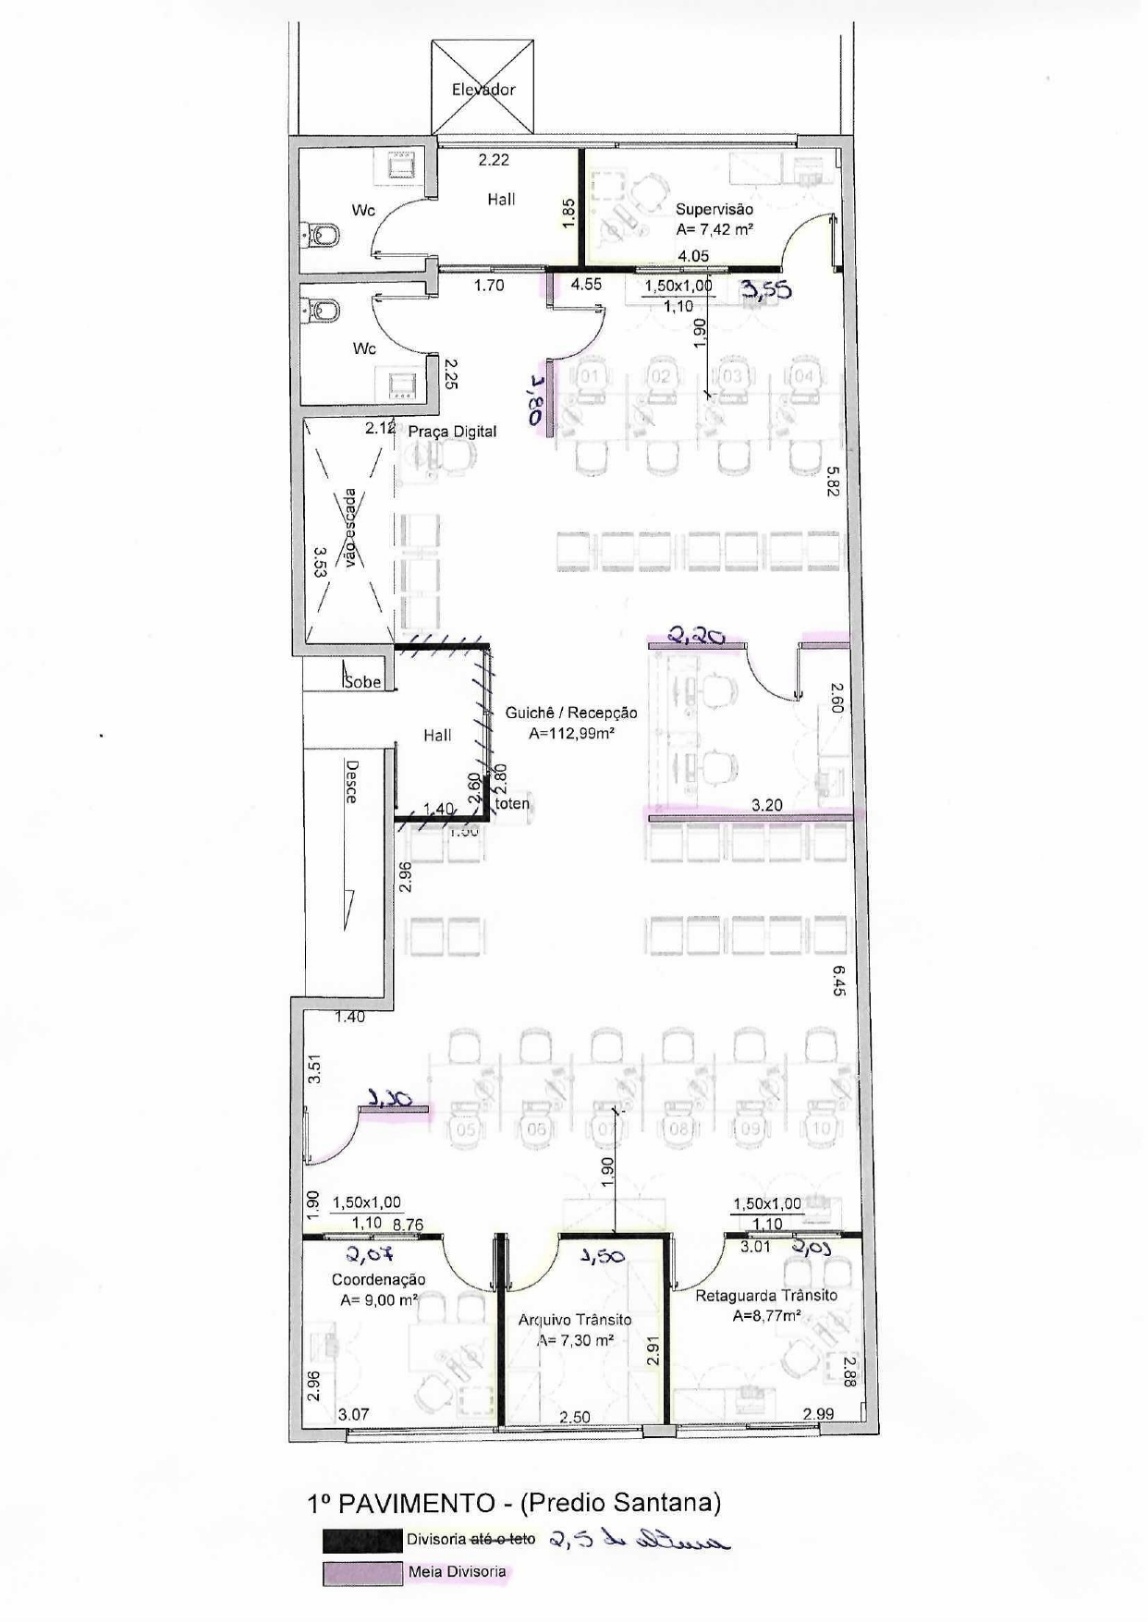 Elevador
2.22
Hall
Wc
1.85
Supervisão
A= 7,42 m²
4.05
1.70
4.55
1,50x1,00
1,10
3,55
1.90
Wc
2.25
1,80
01
02
03
04
2.12
Praça Digital
vão escada
3.53
5.82
2,20
Sobe
Hall
Guichê / Recepção
A=112,99m²
2.60
Desce
2.60
2.80
toten
1.40
3.20
2.96
6.45
1.40
3.51
1,10
05
06
07
08
09
10
1.90
1.90
1,50x1,00
1,10
8.76
1,50x1,00
1,10
2,07
1,50
3.01
2,01
Coordenação
A= 9,00 m²
Arquivo Trânsito
A= 7,30 m²
Retaguarda Trânsito
A=8,77m²
2.96
2.91
2.88
3.07
2.50
2.99
1º PAVIMENTO - (Predio Santana)
Divisoria até o teto 2,5 de altura
Meia Divisoria